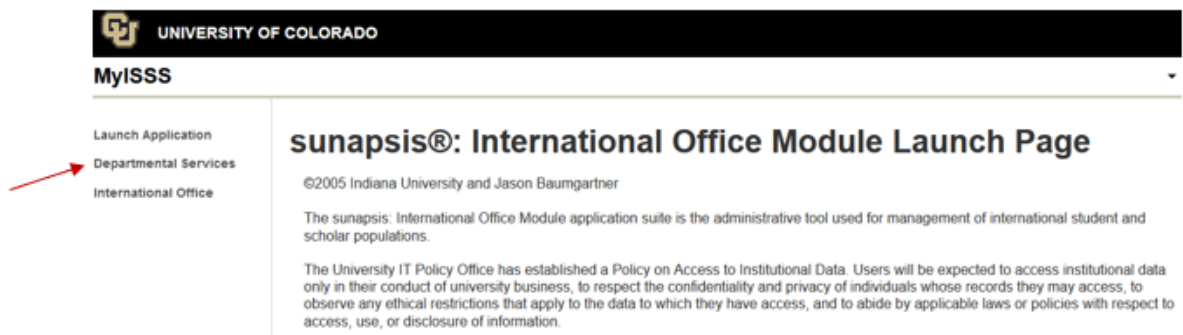 UNIVERSITY OF COLORADO
MyISSS
Launch Application
Departmental Services
International Office
sunapsis®: International Office Module Launch Page
©2005 Indiana University and Jason Baumgartner
The sunapsis: International Office Module application suite is the administrative tool used for management of international student and
scholar populations.
The University IT Policy Office has established a Policy on Access to Institutional Data. Users will be expected to access institutional data
only in their conduct of university business, to respect the confidentiality and privacy of individuals whose records they may access, to
observe any ethical restrictions that apply to the data to which they have access, and to abide by applicable laws or policies with respect to
access, use, or disclosure of information.